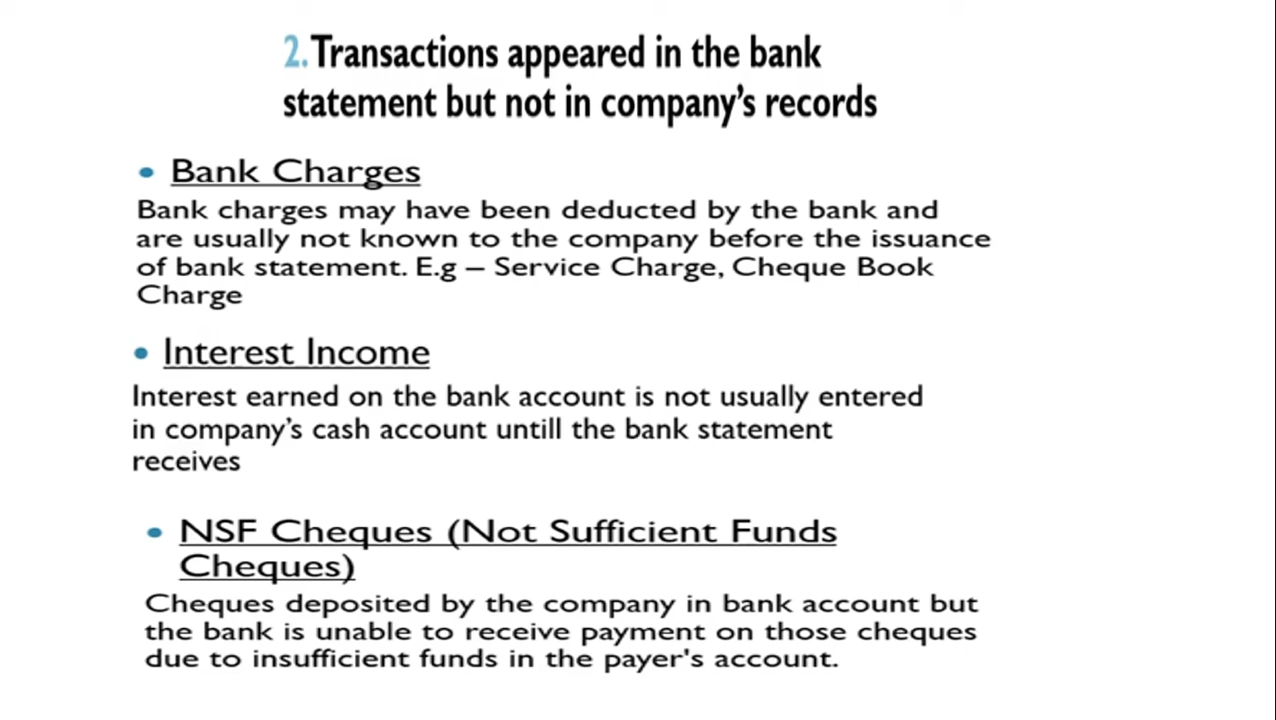 2.Transactions appeared in the bank
statement but not in company's records
• Bank Charges
Bank charges may have been deducted by the bank and
are usually not known to the company before the issuance
of bank statement. E.g – Service Charge, Cheque Book
Charge
• Interest Income
Interest earned on the bank account is not usually entered
in company's cash account untill the bank statement
receives
• NSF Cheques (Not Sufficient Funds
Cheques)
Cheques deposited by the company in bank account but
the bank is unable to receive payment on those cheques
due to insufficient funds in the payer's account.